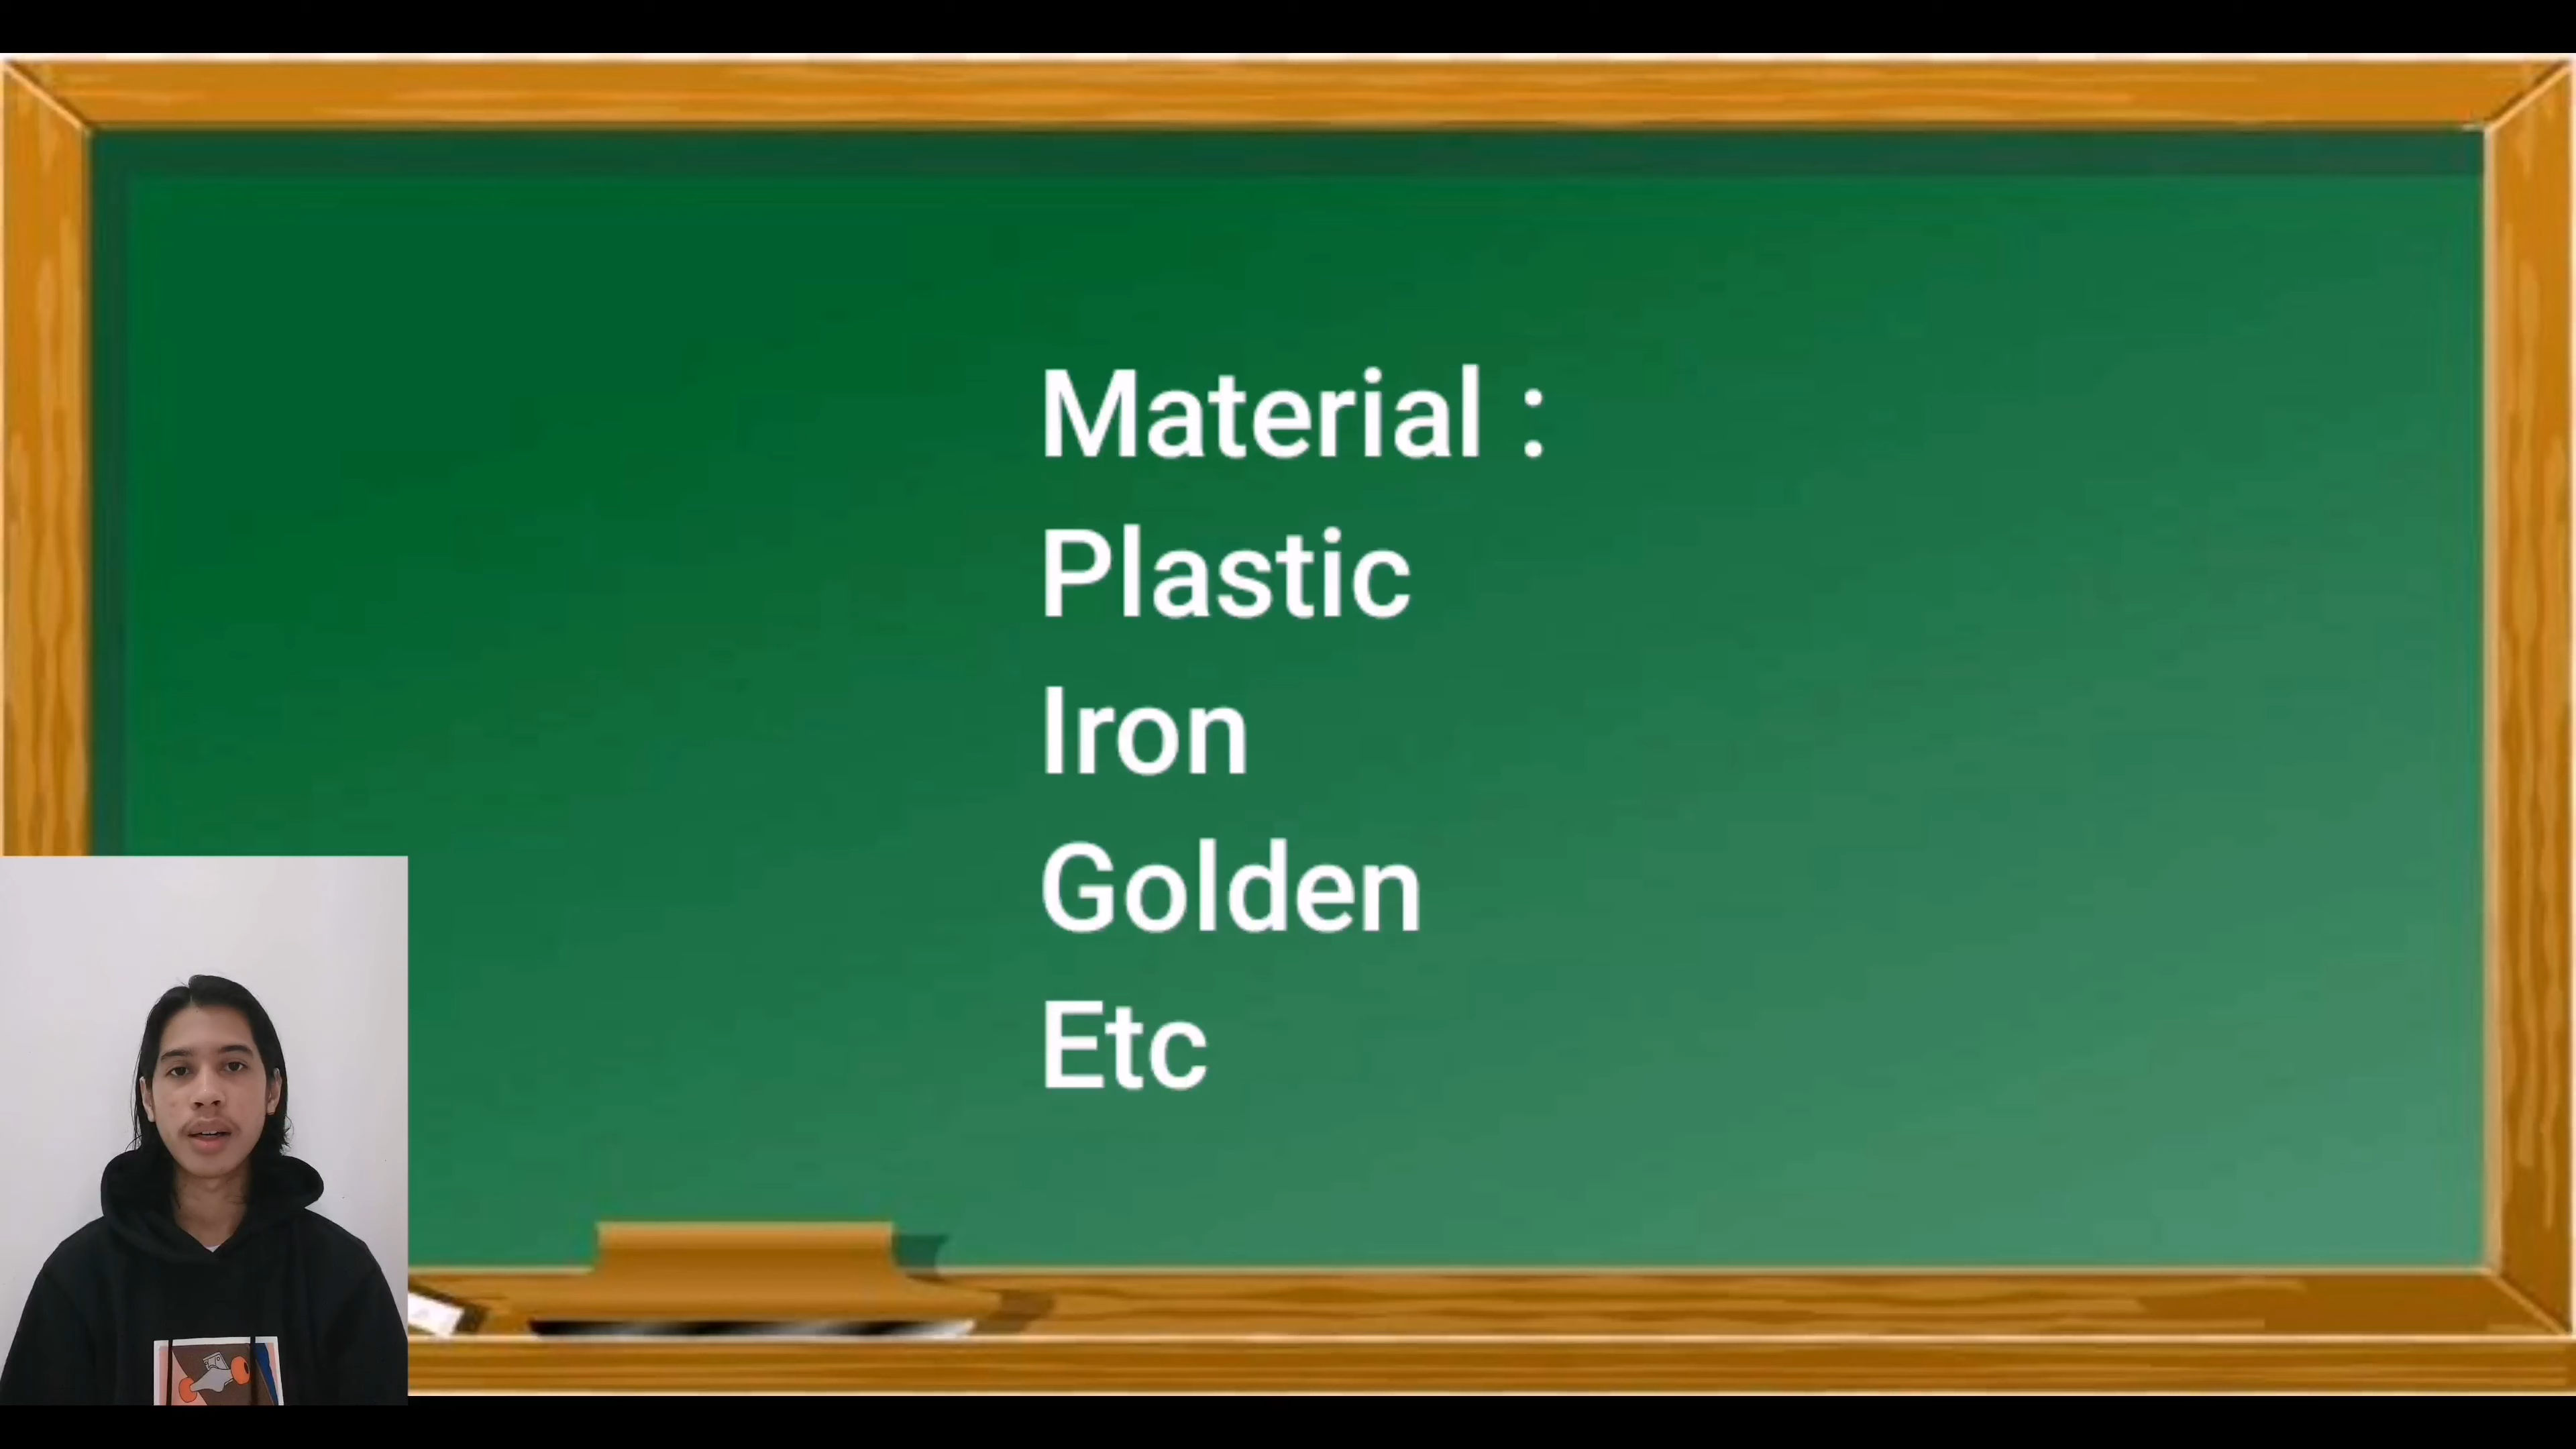 Material :
Plastic
Iron
Golden
Etc